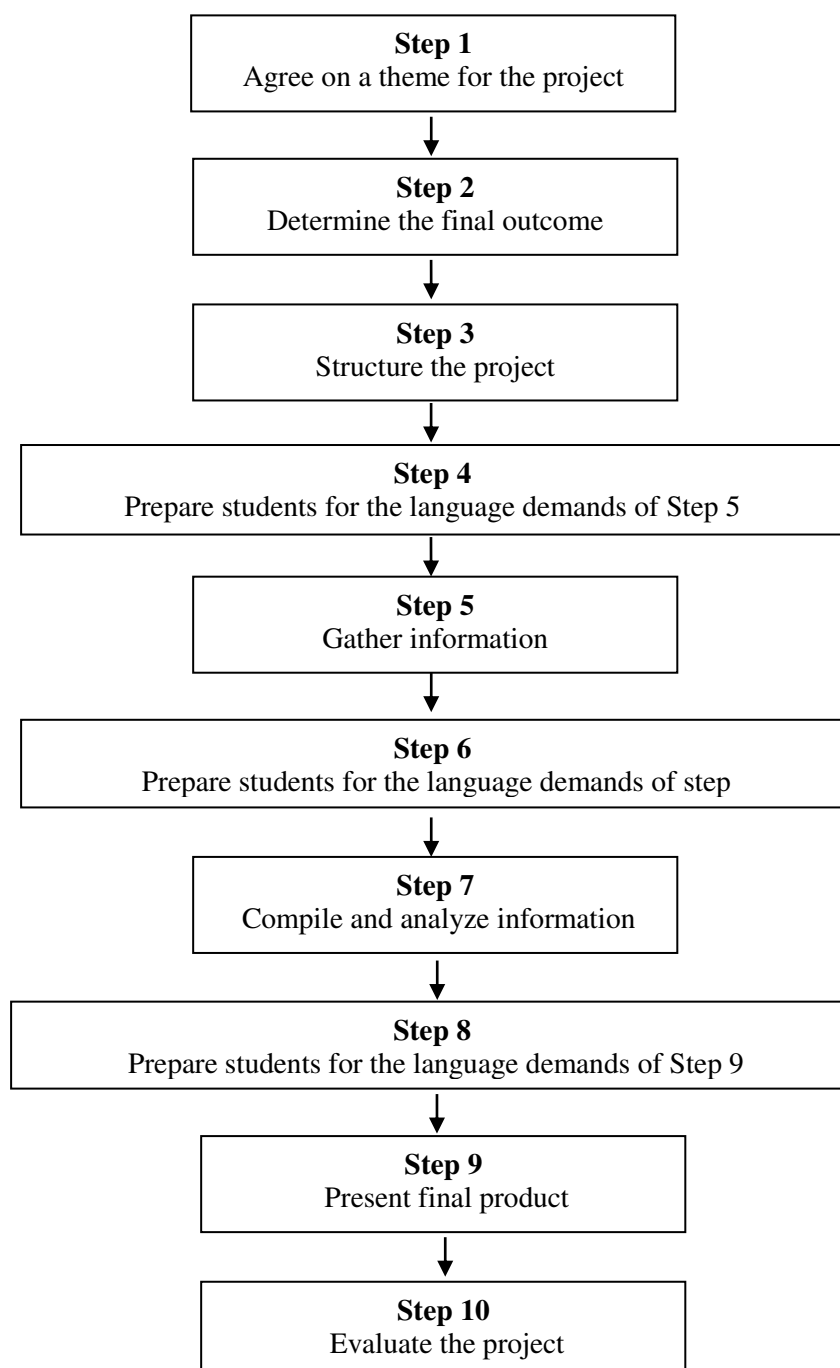 Step 1
Agree on a theme for the project
Step 2
Determine the final outcome
Step 3
Structure the project
Step 4
Prepare students for the language demands of Step 5
Step 5
Gather information
Step 6
Prepare students for the language demands of step
Step 7
Compile and analyze information
Step 8
Prepare students for the language demands of Step 9
Step 9
Present final product
Step 10
Evaluate the project